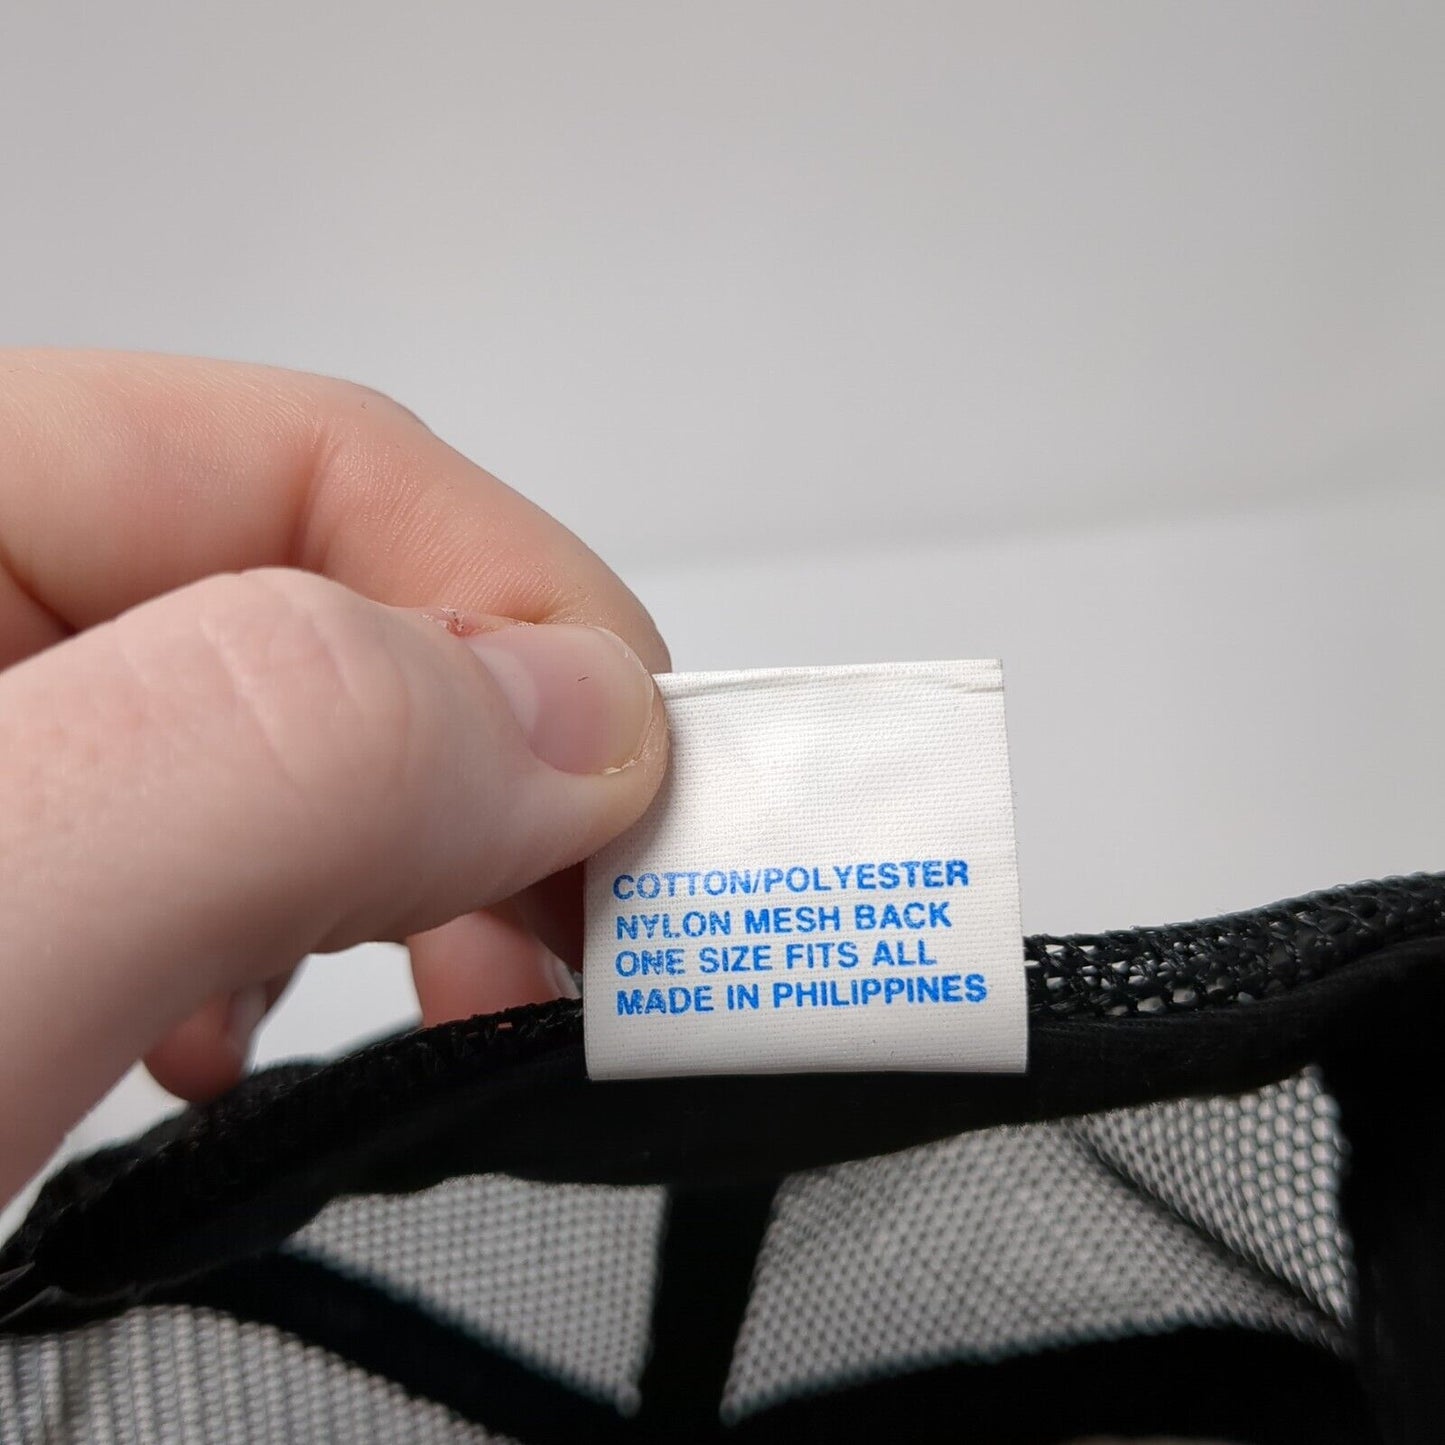 COTTON/POLYESTER
NYLON MESH BACK
ONE SIZE FITS ALL
MADE IN PHILIPPINES